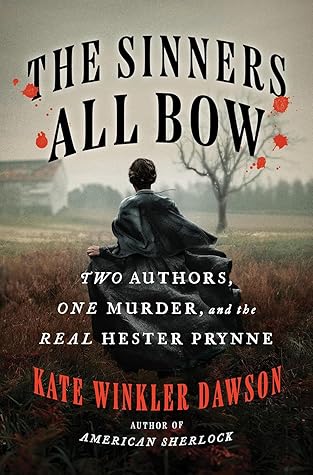 THE SINNERS
ALL BOW
TWO AUTHORS,
ONE MURDER, and the
REAL HESTER PRYNNE
KATE WINKLER DAWSON
AUTHOR OF
AMERICAN SHERLOCK